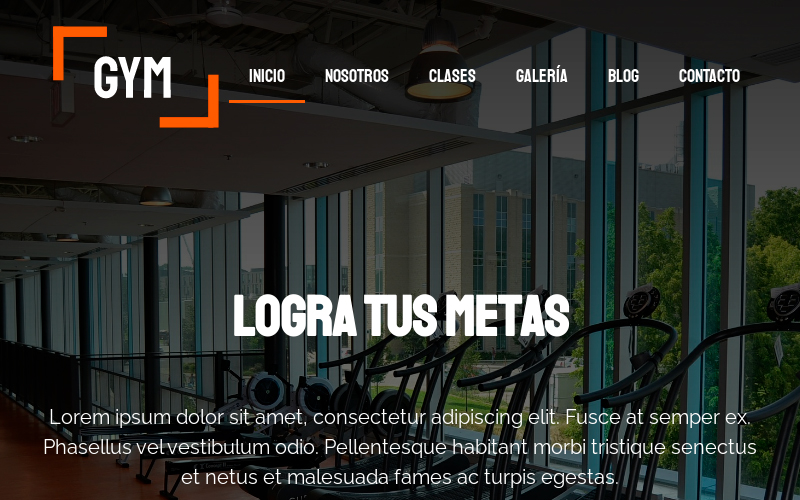 GYM
INICIO NOSOTROS CLASES GALERÍA BLOG CONTACTO
LOGRA TUS METAS
Lorem ipsum dolor sit amet, consectetur adipiscing elit. Fusce at semper ex.
Phasellus vel vestibulum odio. Pellentesque habitant morbi tristique senectus
et netus et malesuada fames ac turpis egestas.